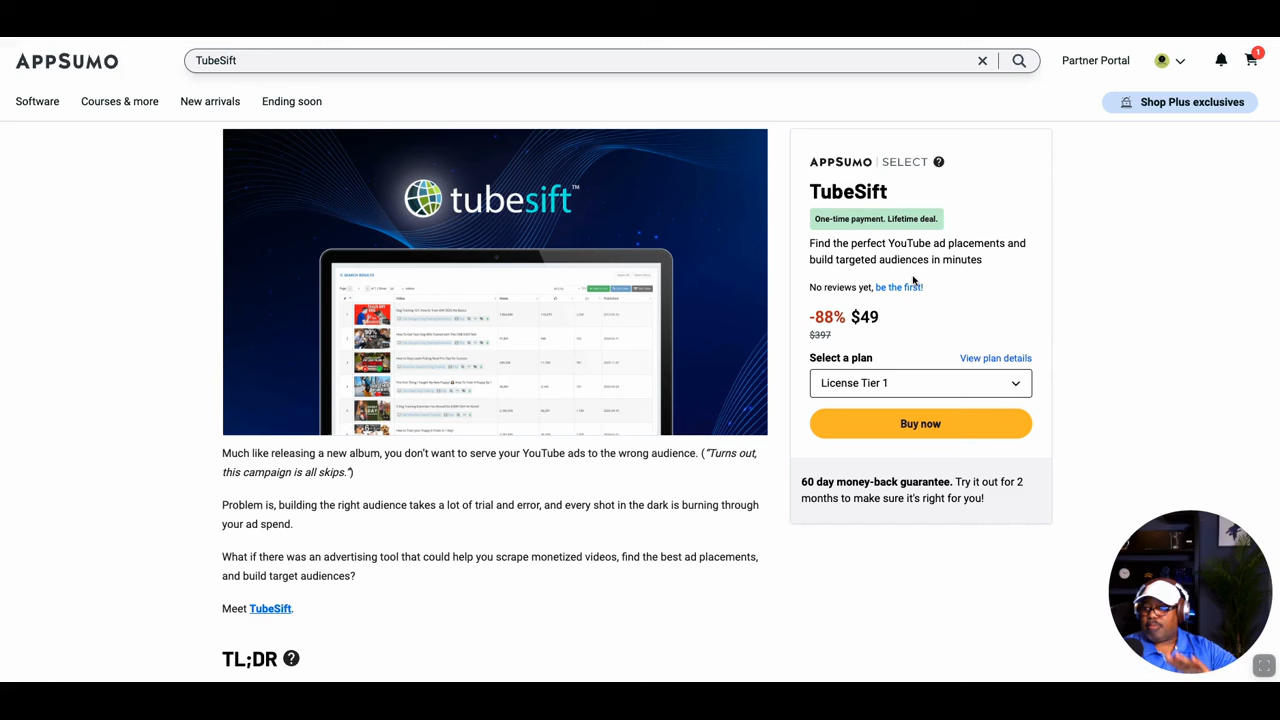 APPSUMO
TubeSift
Partner Portal
1
Software
Courses & more
New arrivals
Ending soon
Shop Plus exclusives
tubesift™
SEARCH RESULTS
Much like releasing a new album, you don't want to serve your YouTube ads to the wrong audience. (“Turns out,
this campaign is all skips.”)
Problem is, building the right audience takes a lot of trial and error, and every shot in the dark is burning through
your ad spend.
What if there was an advertising tool that could help you scrape monetized videos, find the best ad placements,
and build target audiences?
Meet TubeSift.
TL;DR ?
APPSUMO | SELECT ?
TubeSift
One-time payment. Lifetime deal.
Find the perfect YouTube ad placements and
build targeted audiences in minutes
No reviews yet, be the first!
-88% $49
$397
Select a plan
View plan details
License Tier 1
Buy now
60 day money-back guarantee. Try it out for 2
months to make sure it's right for you!